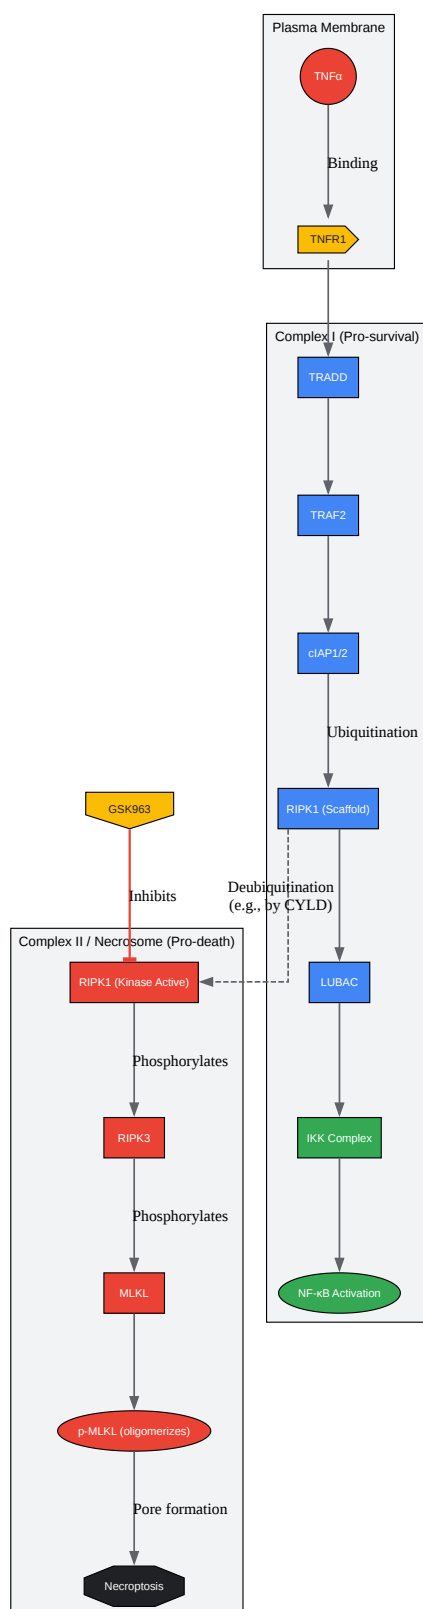 Plasma Membrane
TNFα
Binding
TNFR1
Complex I (Pro-survival)
TRADD
TRAF2
cIAP1/2
Ubiquitination
RIPK1 (Scaffold)
GSK963
Inhibits
Deubiquitination
(e.g., by CYLD)
Complex II / Necrosome (Pro-death)
RIPK1 (Kinase Active)
LUBAC
Phosphorylates
RIPK3
IKK Complex
Phosphorylates
MLKL
NF-κB Activation
p-MLKL (oligomerizes)
Pore formation
Necroptosis